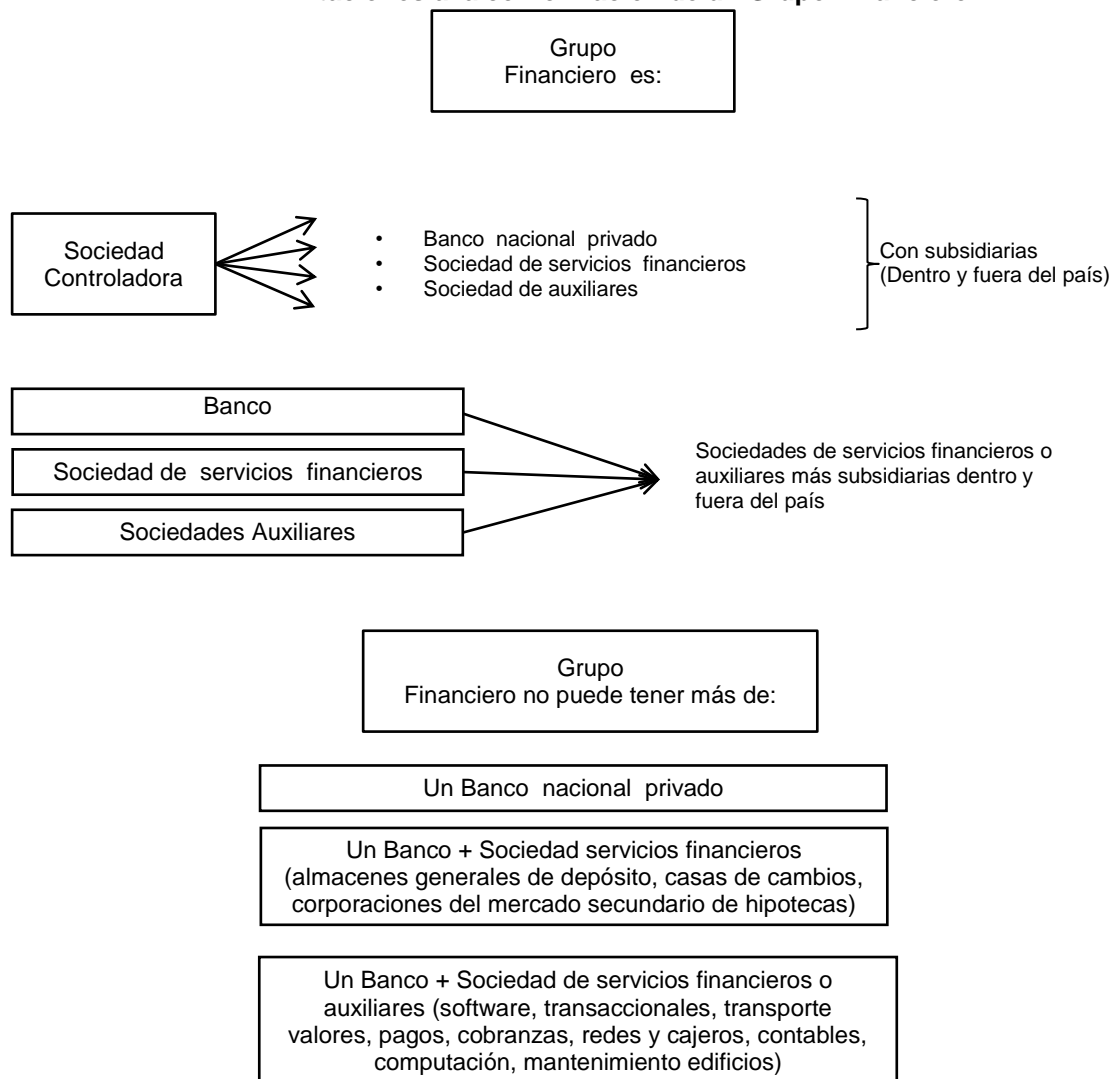 Grupo
Financiero es:
Sociedad
Controladora
• Banco nacional privado
• Sociedad de servicios financieros
• Sociedad de auxiliares
Con subsidiarias
(Dentro y fuera del país)
Banco
Sociedad de servicios financieros
Sociedades Auxiliares
Sociedades de servicios financieros o
auxiliares más subsidiarias dentro y
fuera del país
Grupo
Financiero no puede tener más de:
Un Banco nacional privado
Un Banco + Sociedad servicios financieros
(almacenes generales de depósito, casas de cambios,
corporaciones del mercado secundario de hipotecas)
Un Banco + Sociedad de servicios financieros o
auxiliares (software, transaccionales, transporte
valores, pagos, cobranzas, redes y cajeros, contables,
computación, mantenimiento edificios)